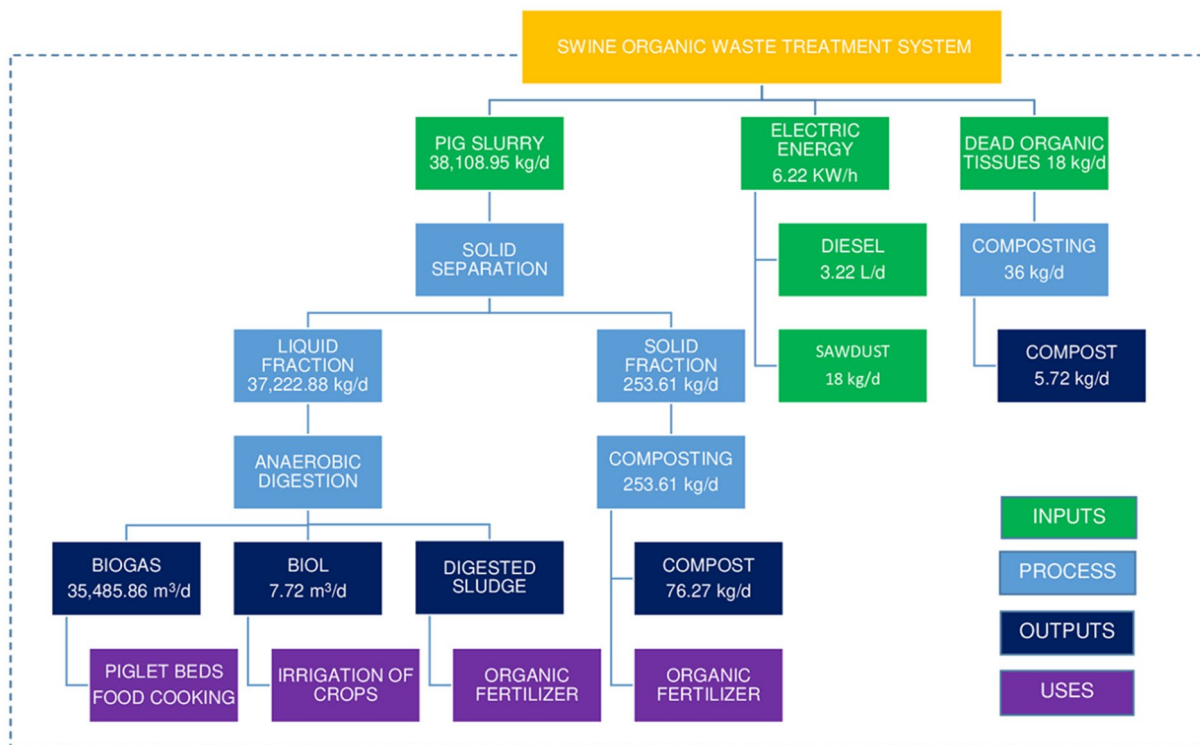 SWINE ORGANIC WASTE TREATMENT SYSTEM
PIG SLURRY
38,108.95 kg/d
ELECTRIC
ENERGY
6.22 KW/h
DEAD ORGANIC
TISSUES 18 kg/d
SOLID
SEPARATION
DIESEL
3.22 L/d
COMPOSTING
36 kg/d
LIQUID
FRACTION
37,222.88 kg/d
SOLID
FRACTION
253.61 kg/d
SAWDUST
18 kg/d
COMPOST
5.72 kg/d
ANAEROBIC
DIGESTION
COMPOSTING
253.61 kg/d
INPUTS
PROCESS
OUTPUTS
USES
BIOGAS
35,485.86 m³/d
BIOL
7.72 m³/d
DIGESTED
SLUDGE
COMPOST
76.27 kg/d
PIGLET BEDS
FOOD COOKING
IRRIGATION OF
CROPS
ORGANIC
FERTILIZER
ORGANIC
FERTILIZER